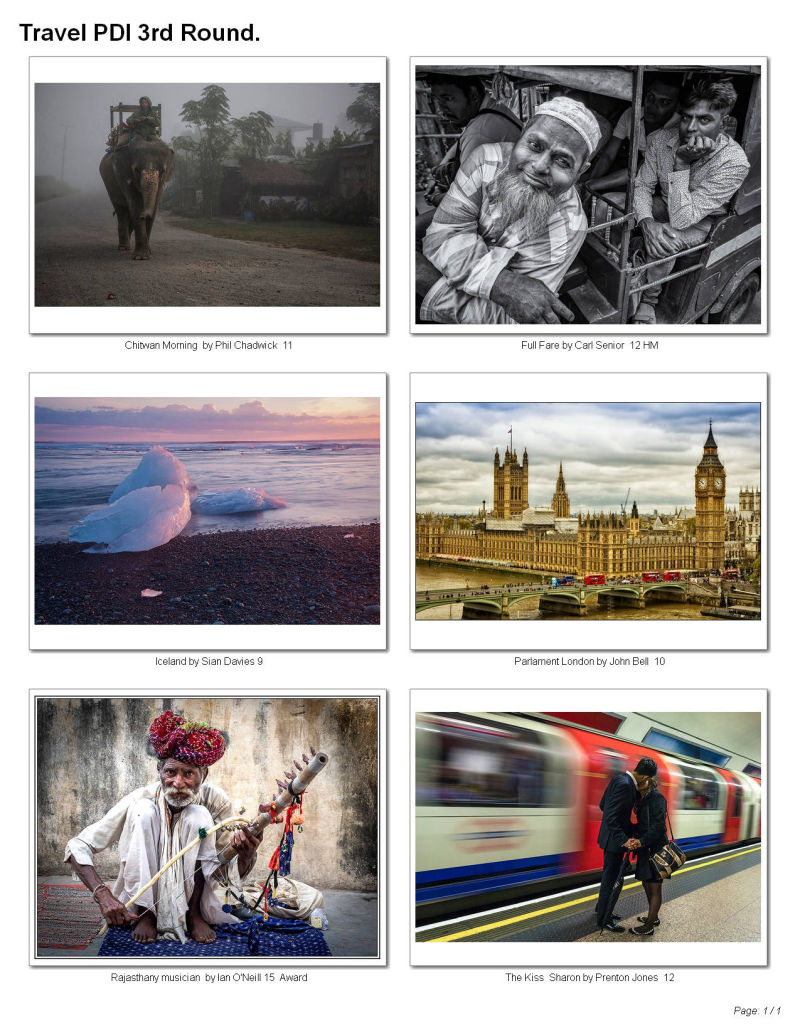 Travel PDI 3rd Round.
Chitwan Morning by Phil Chadwick 11
Full Fare by Carl Senior 12 HM
Iceland by Sian Davies 9
Parlament London by John Bell 10
Rajasthany musician by Ian O'Neill 15 Award
The Kiss Sharon by Prenton Jones 12
Page: 1 / 1